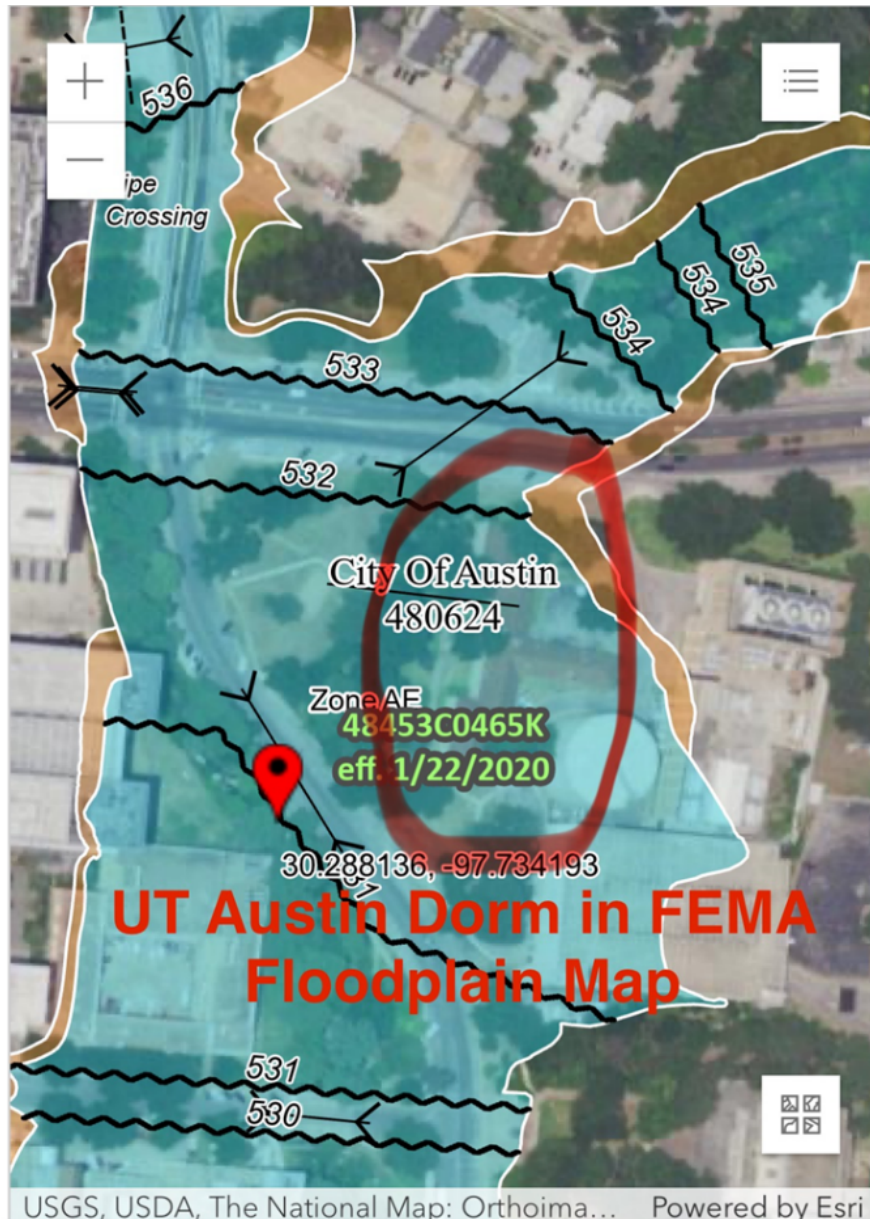 536
ipe
Crossing
533
534
534
535
532
City Of Austin
480624
Zone AE
48453C0465K
eff. 1/22/2020
30.288136, -97.734193
UT Austin Dorm in FEMA
Floodplain Map
531
530
USGS, USDA, The National Map: Orthoima... Powered by Esri